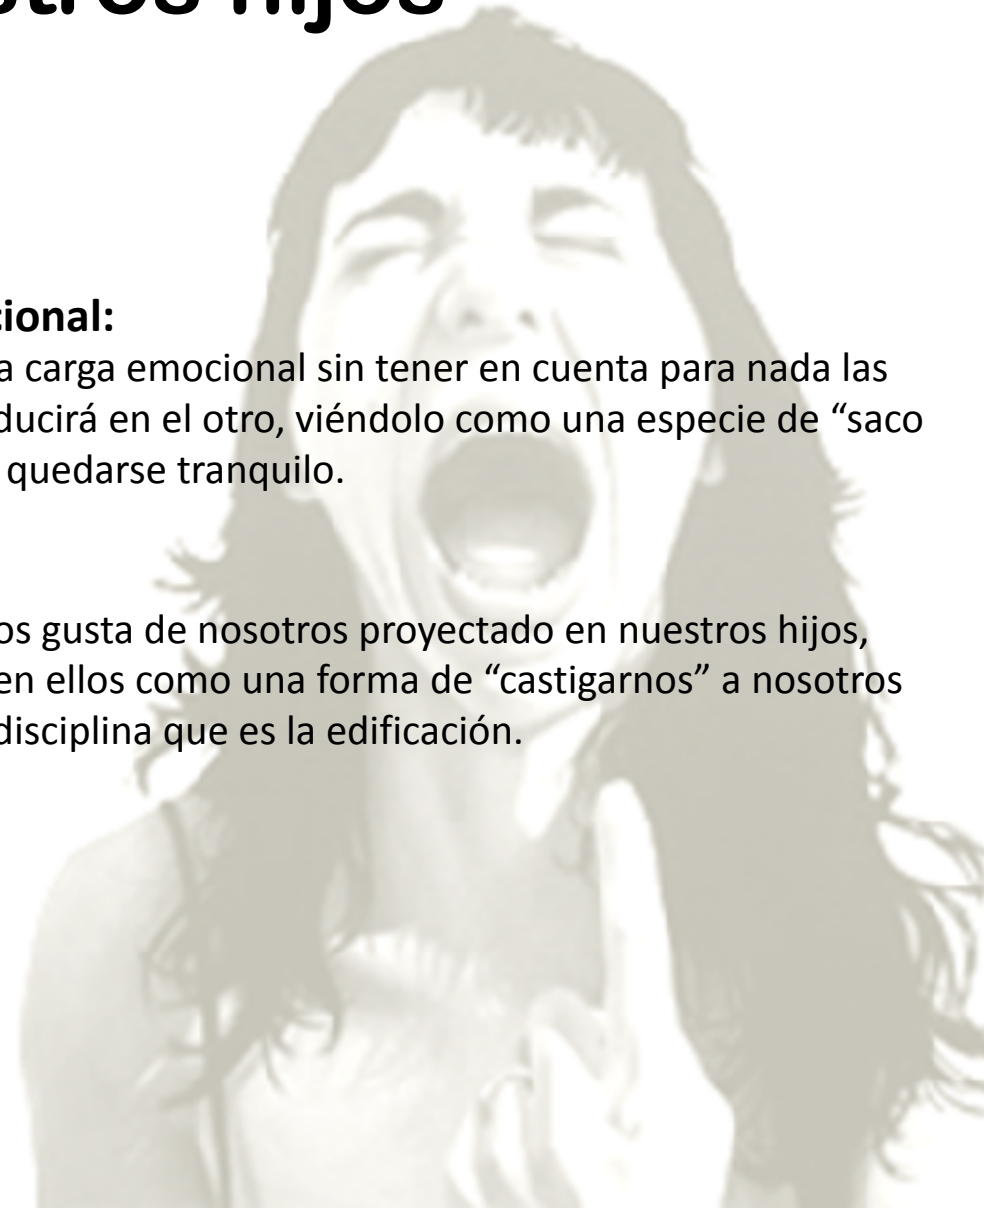 stros hijos
cional:
a carga emocional sin tener en cuenta para nada las
ducirá en el otro, viéndolo como una especie de “saco
quedarse tranquilo.
os gusta de nosotros proyectado en nuestros hijos,
en ellos como una forma de “castigarnos” a nosotros
disciplina que es la edificación.